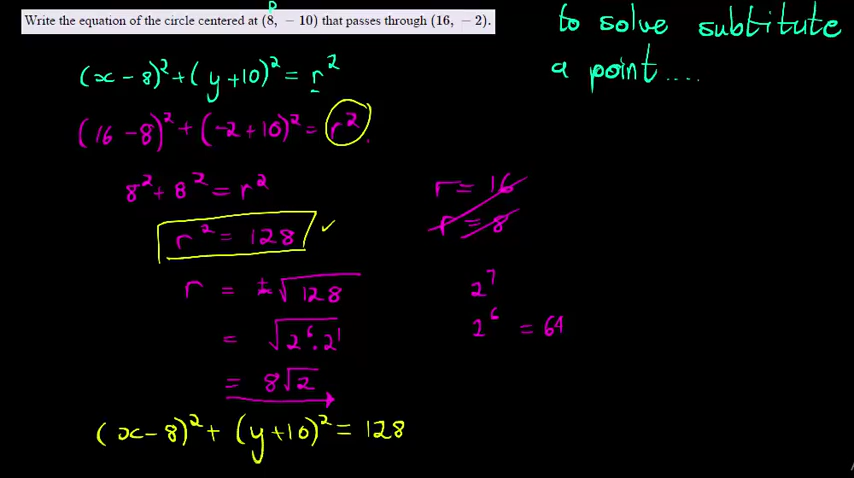 Write the equation of the circle centered at (8, −10) that passes through (16, −2).
to solve subtitute
a point....
(x-8)²+(y+10)² = r²
(16-8)²+(-2+10)² = r²
8²+8² = r²
r² = 128 ✓
r = ±√128
= √2⁶·2¹
= 8√2
(x-8)²+(y+10)² = 128
r = 16
r = 8
2⁷
2⁶ = 64